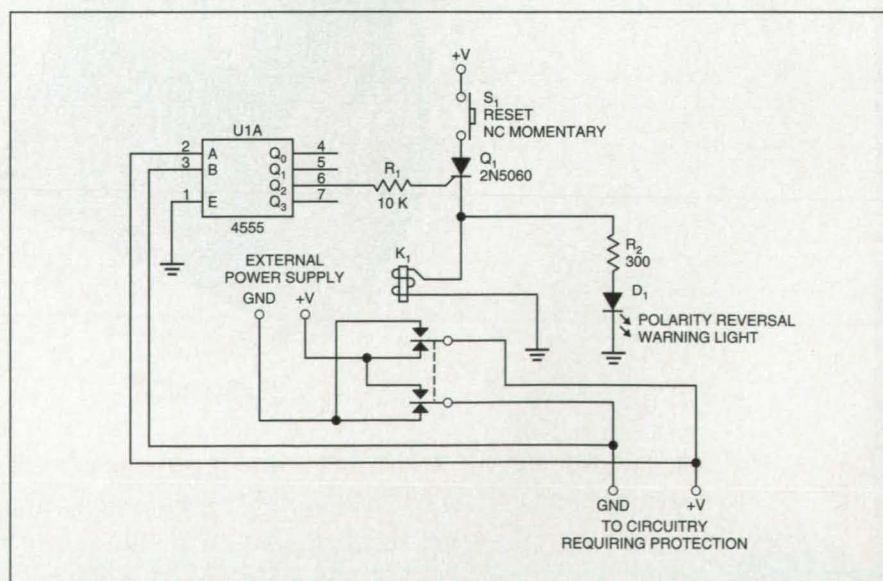 +V
S1
RESET
NC MOMENTARY
U1A
2 A Q0 4
3 B Q1 5
Q2 6
1 E Q3 7
4555
R1
10 K
Q1
2N5060
R2
300
D1
POLARITY REVERSAL
WARNING LIGHT
K1
EXTERNAL
POWER SUPPLY
GND +V
GND +V
TO CIRCUITRY
REQUIRING PROTECTION